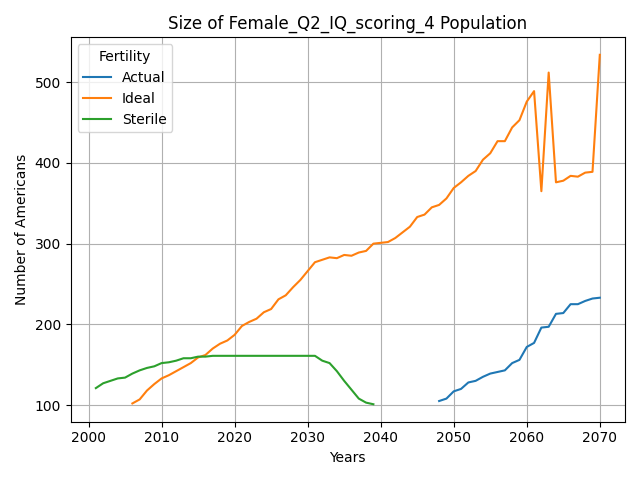 Size of Female_Q2_IQ_scoring_4 Population
Fertility
Actual
Ideal
Sterile
Number of Americans
500
400
300
200
100
2000 2010 2020 2030 2040 2050 2060 2070
Years